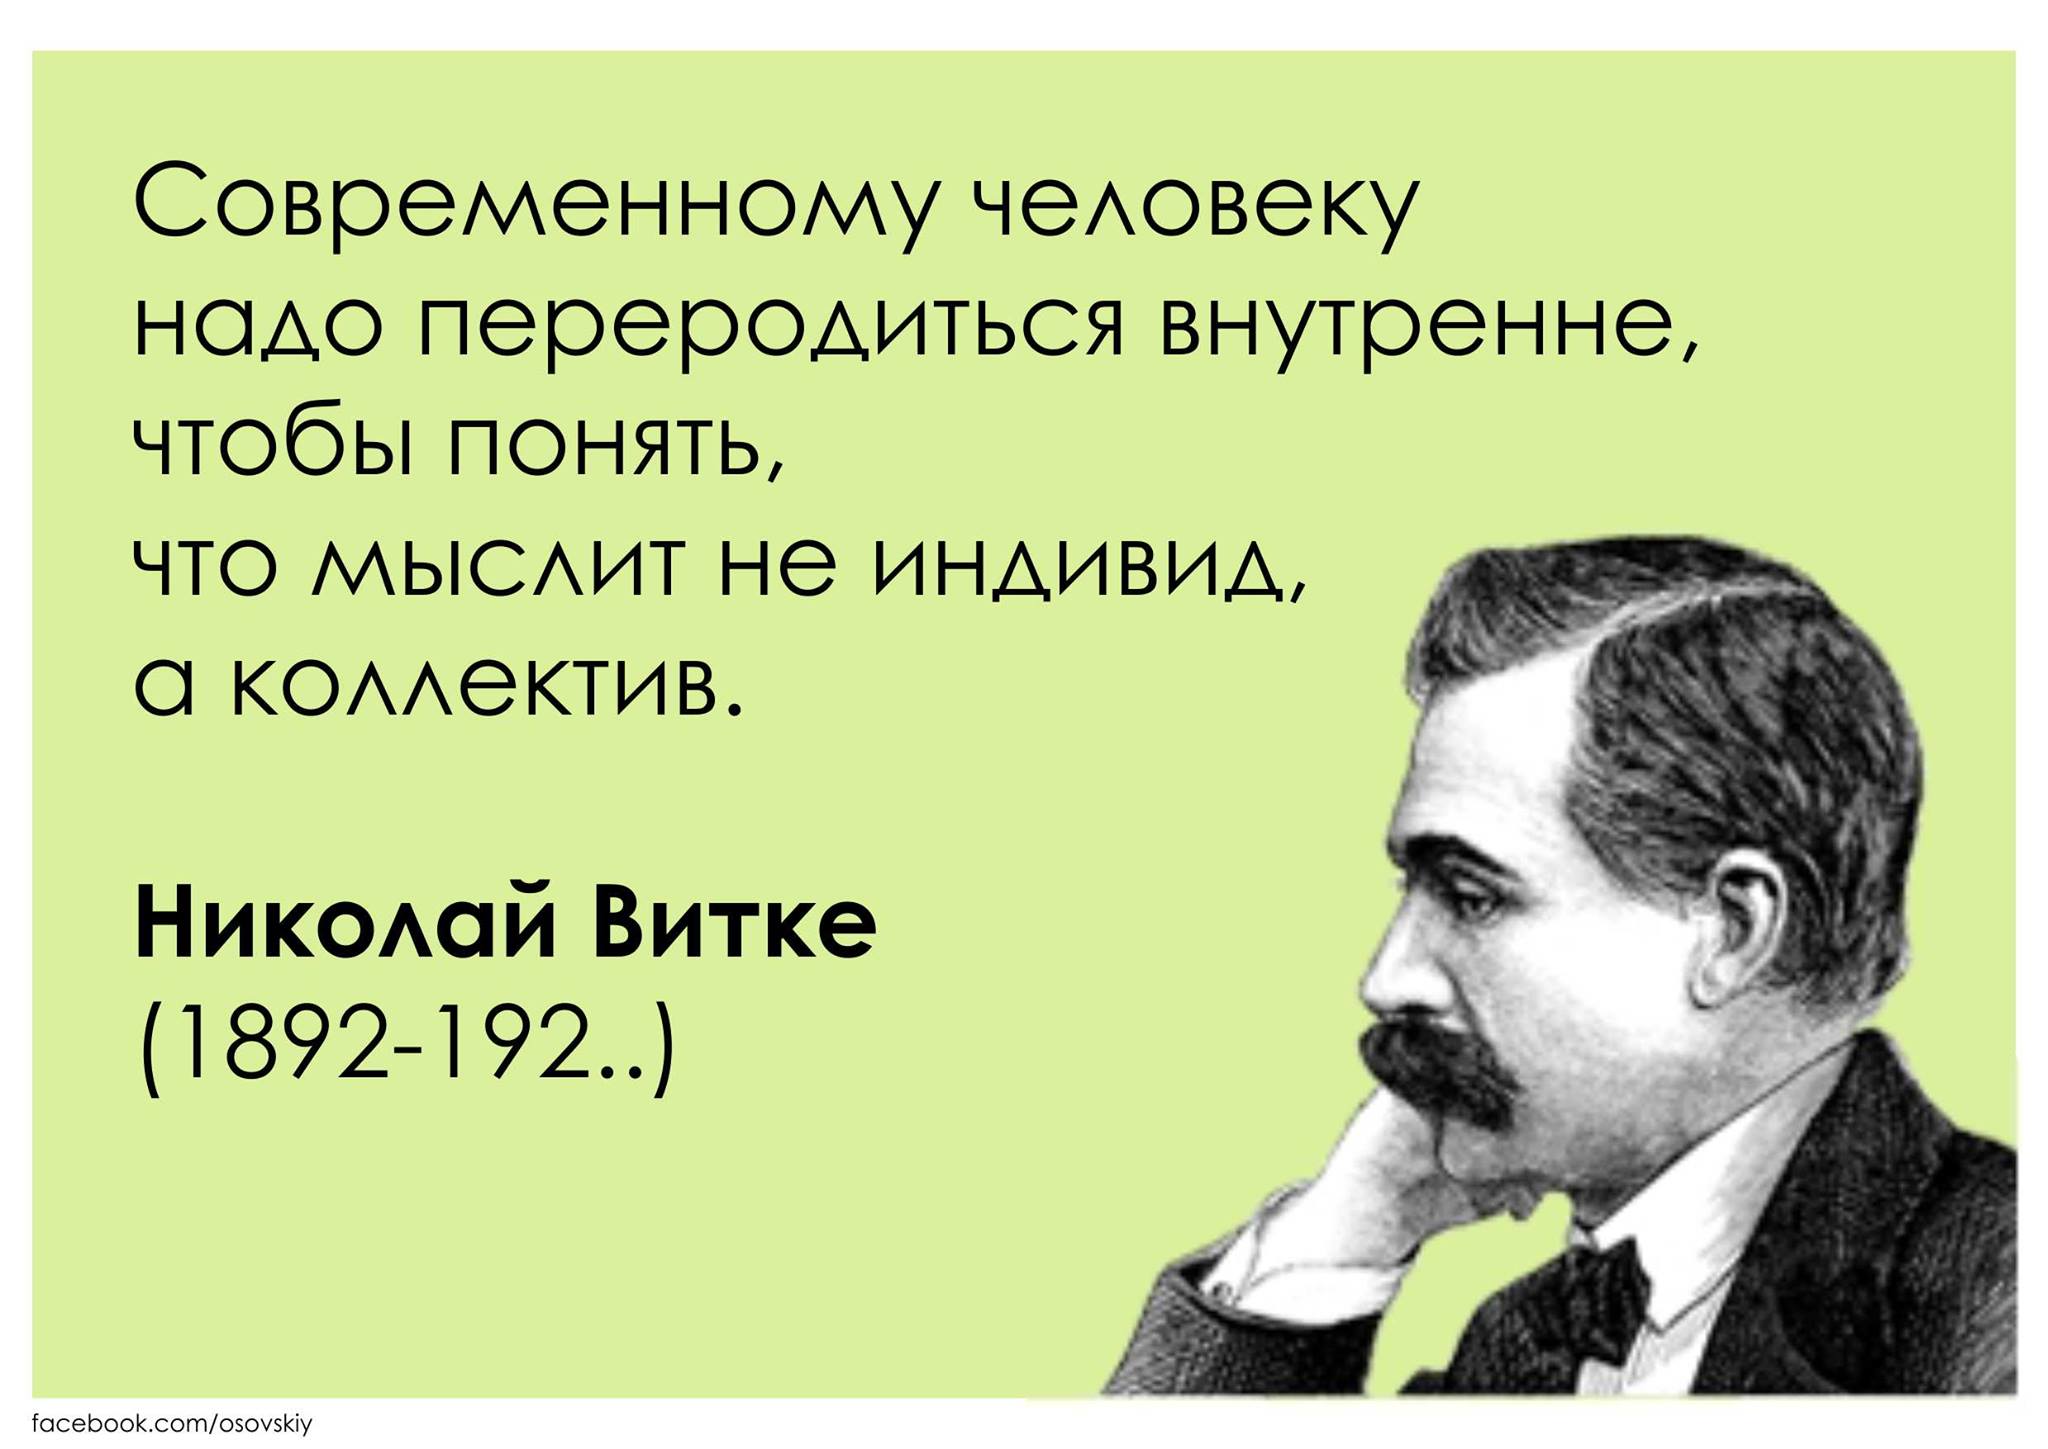 Современному человеку
надо переродиться внутренне,
чтобы понять,
что мыслит не индивид,
а коллектив.
Николай Витке
(1892-192..)
facebook.com/osovskiy